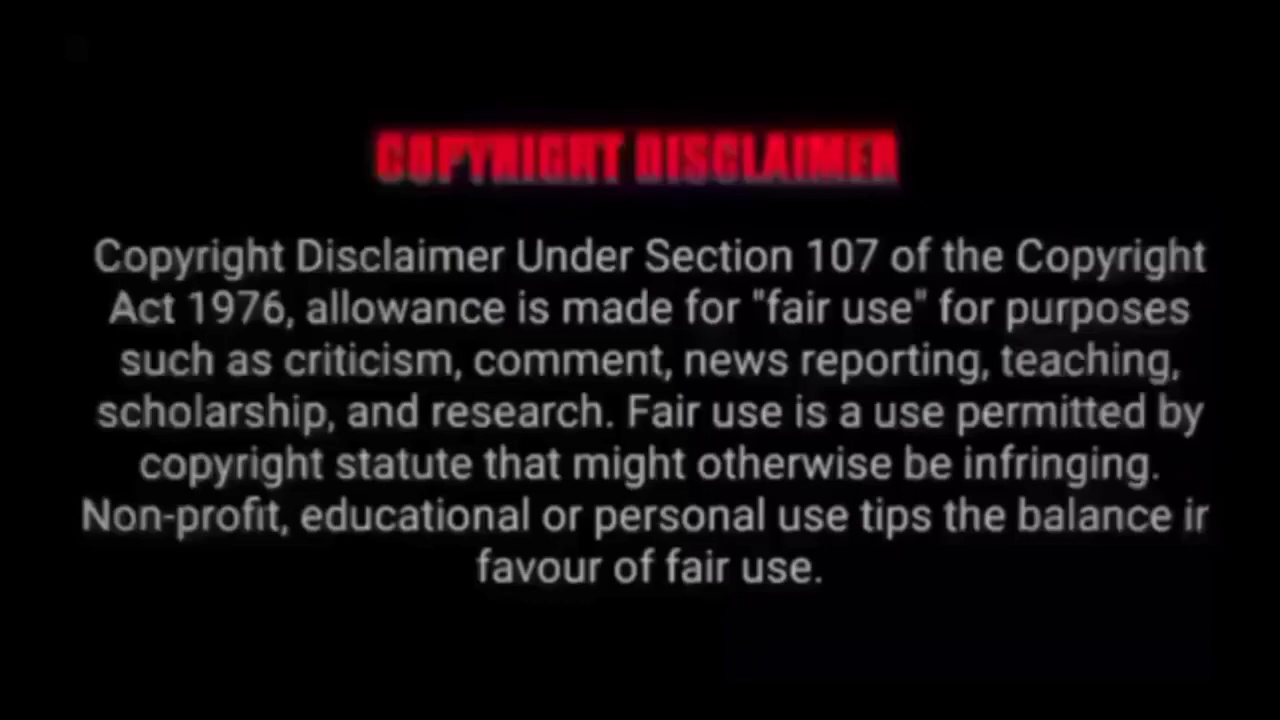 COPYRIGHT DISCLAIMER
Copyright Disclaimer Under Section 107 of the Copyright
Act 1976, allowance is made for "fair use" for purposes
such as criticism, comment, news reporting, teaching,
scholarship, and research. Fair use is a use permitted by
copyright statute that might otherwise be infringing.
Non-profit, educational or personal use tips the balance ir
favour of fair use.